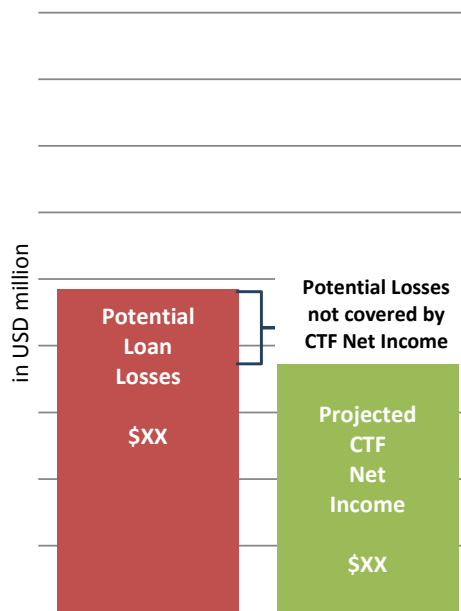 in USD million
Potential Losses
not covered by
CTF Net Income
Potential
Loan
Losses
$XX
Projected
CTF
Net
Income
$XX